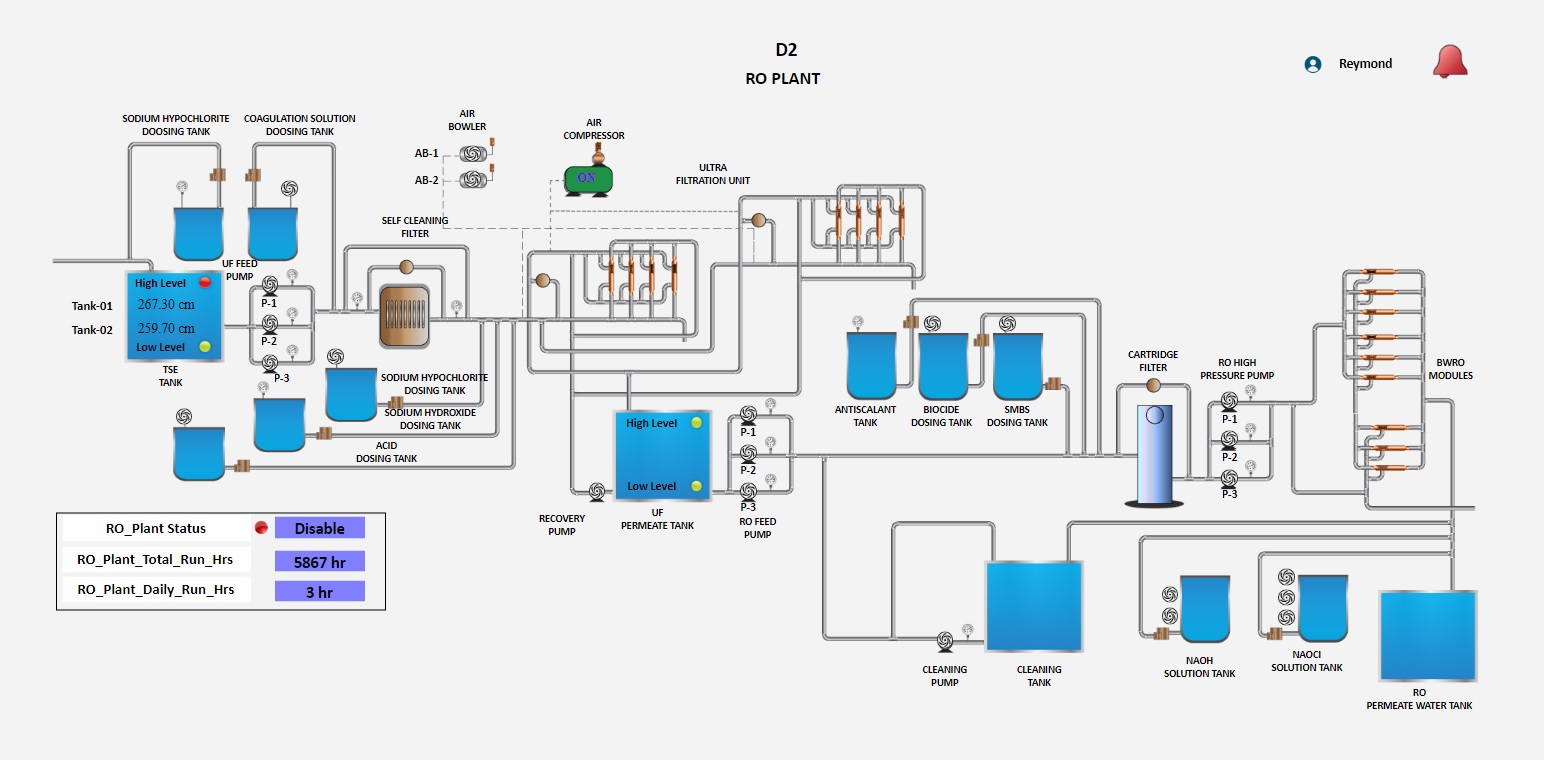 D2
RO PLANT
Reymond
SODIUM HYPOCHLORITE
DOOSING TANK
COAGULATION SOLUTION
DOOSING TANK
AIR
BOWLER
AB-1
AB-2
AIR
COMPRESSOR
ON
ULTRA
FILTRATION UNIT
SELF CLEANING
FILTER
UF FEED
PUMP
P-1
P-2
P-3
Tank-01
Tank-02
High Level
267.30 cm
259.70 cm
Low Level
TSE
TANK
SODIUM HYPOCHLORITE
DOSING TANK
SODIUM HYDROXIDE
DOSING TANK
ACID
DOSING TANK
High Level
Low Level
UF
PERMEATE TANK
RECOVERY
PUMP
P-1
P-2
P-3
RO FEED
PUMP
ANTISCALANT
TANK
BIOCIDE
DOSING TANK
SMBS
DOSING TANK
CARTRIDGE
FILTER
RO HIGH
PRESSURE PUMP
P-1
P-2
P-3
BWRO
MODULES
RO_Plant Status
Disable
RO_Plant_Total_Run_Hrs
5867 hr
RO_Plant_Daily_Run_Hrs
3 hr
CLEANING
PUMP
CLEANING
TANK
NAOH
SOLUTION TANK
NAOCI
SOLUTION TANK
RO
PERMEATE WATER TANK